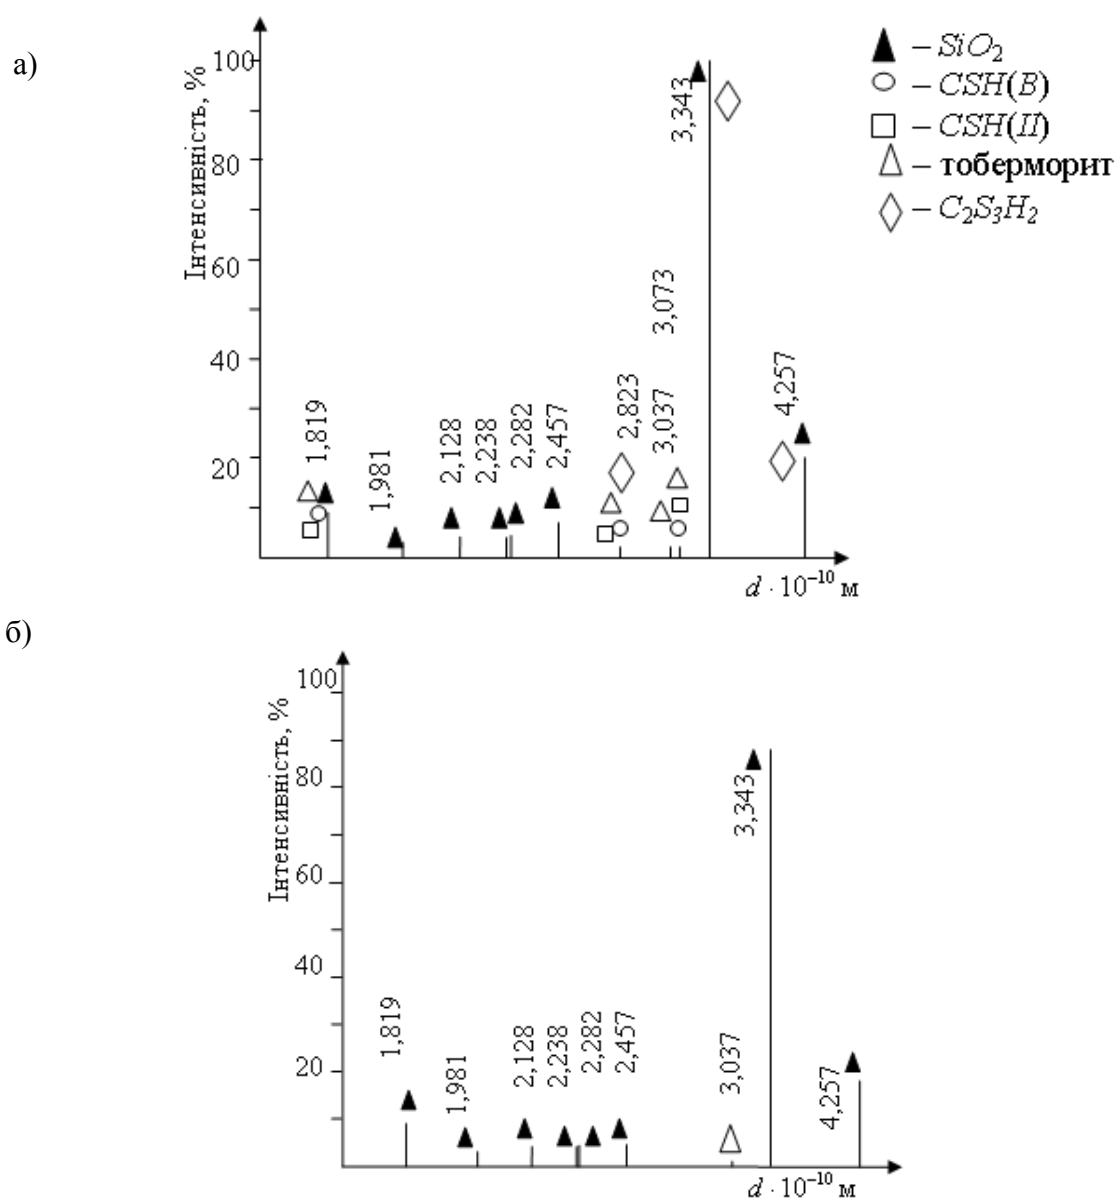 а)
Інтенсивність, %
100
80
60
40
20
1,819
1,981
2,128
2,238
2,282
2,457
2,823
3,037
3,073
3,343
4,257
d · 10⁻¹⁰ м
– SiO₂
– CSH(B)
– CSH(II)
– тоберморит
– C₂S₃H₂
б)
Інтенсивність, %
100
80
60
40
20
1,819
1,981
2,128
2,238
2,282
2,457
3,037
3,343
4,257
d · 10⁻¹⁰ м